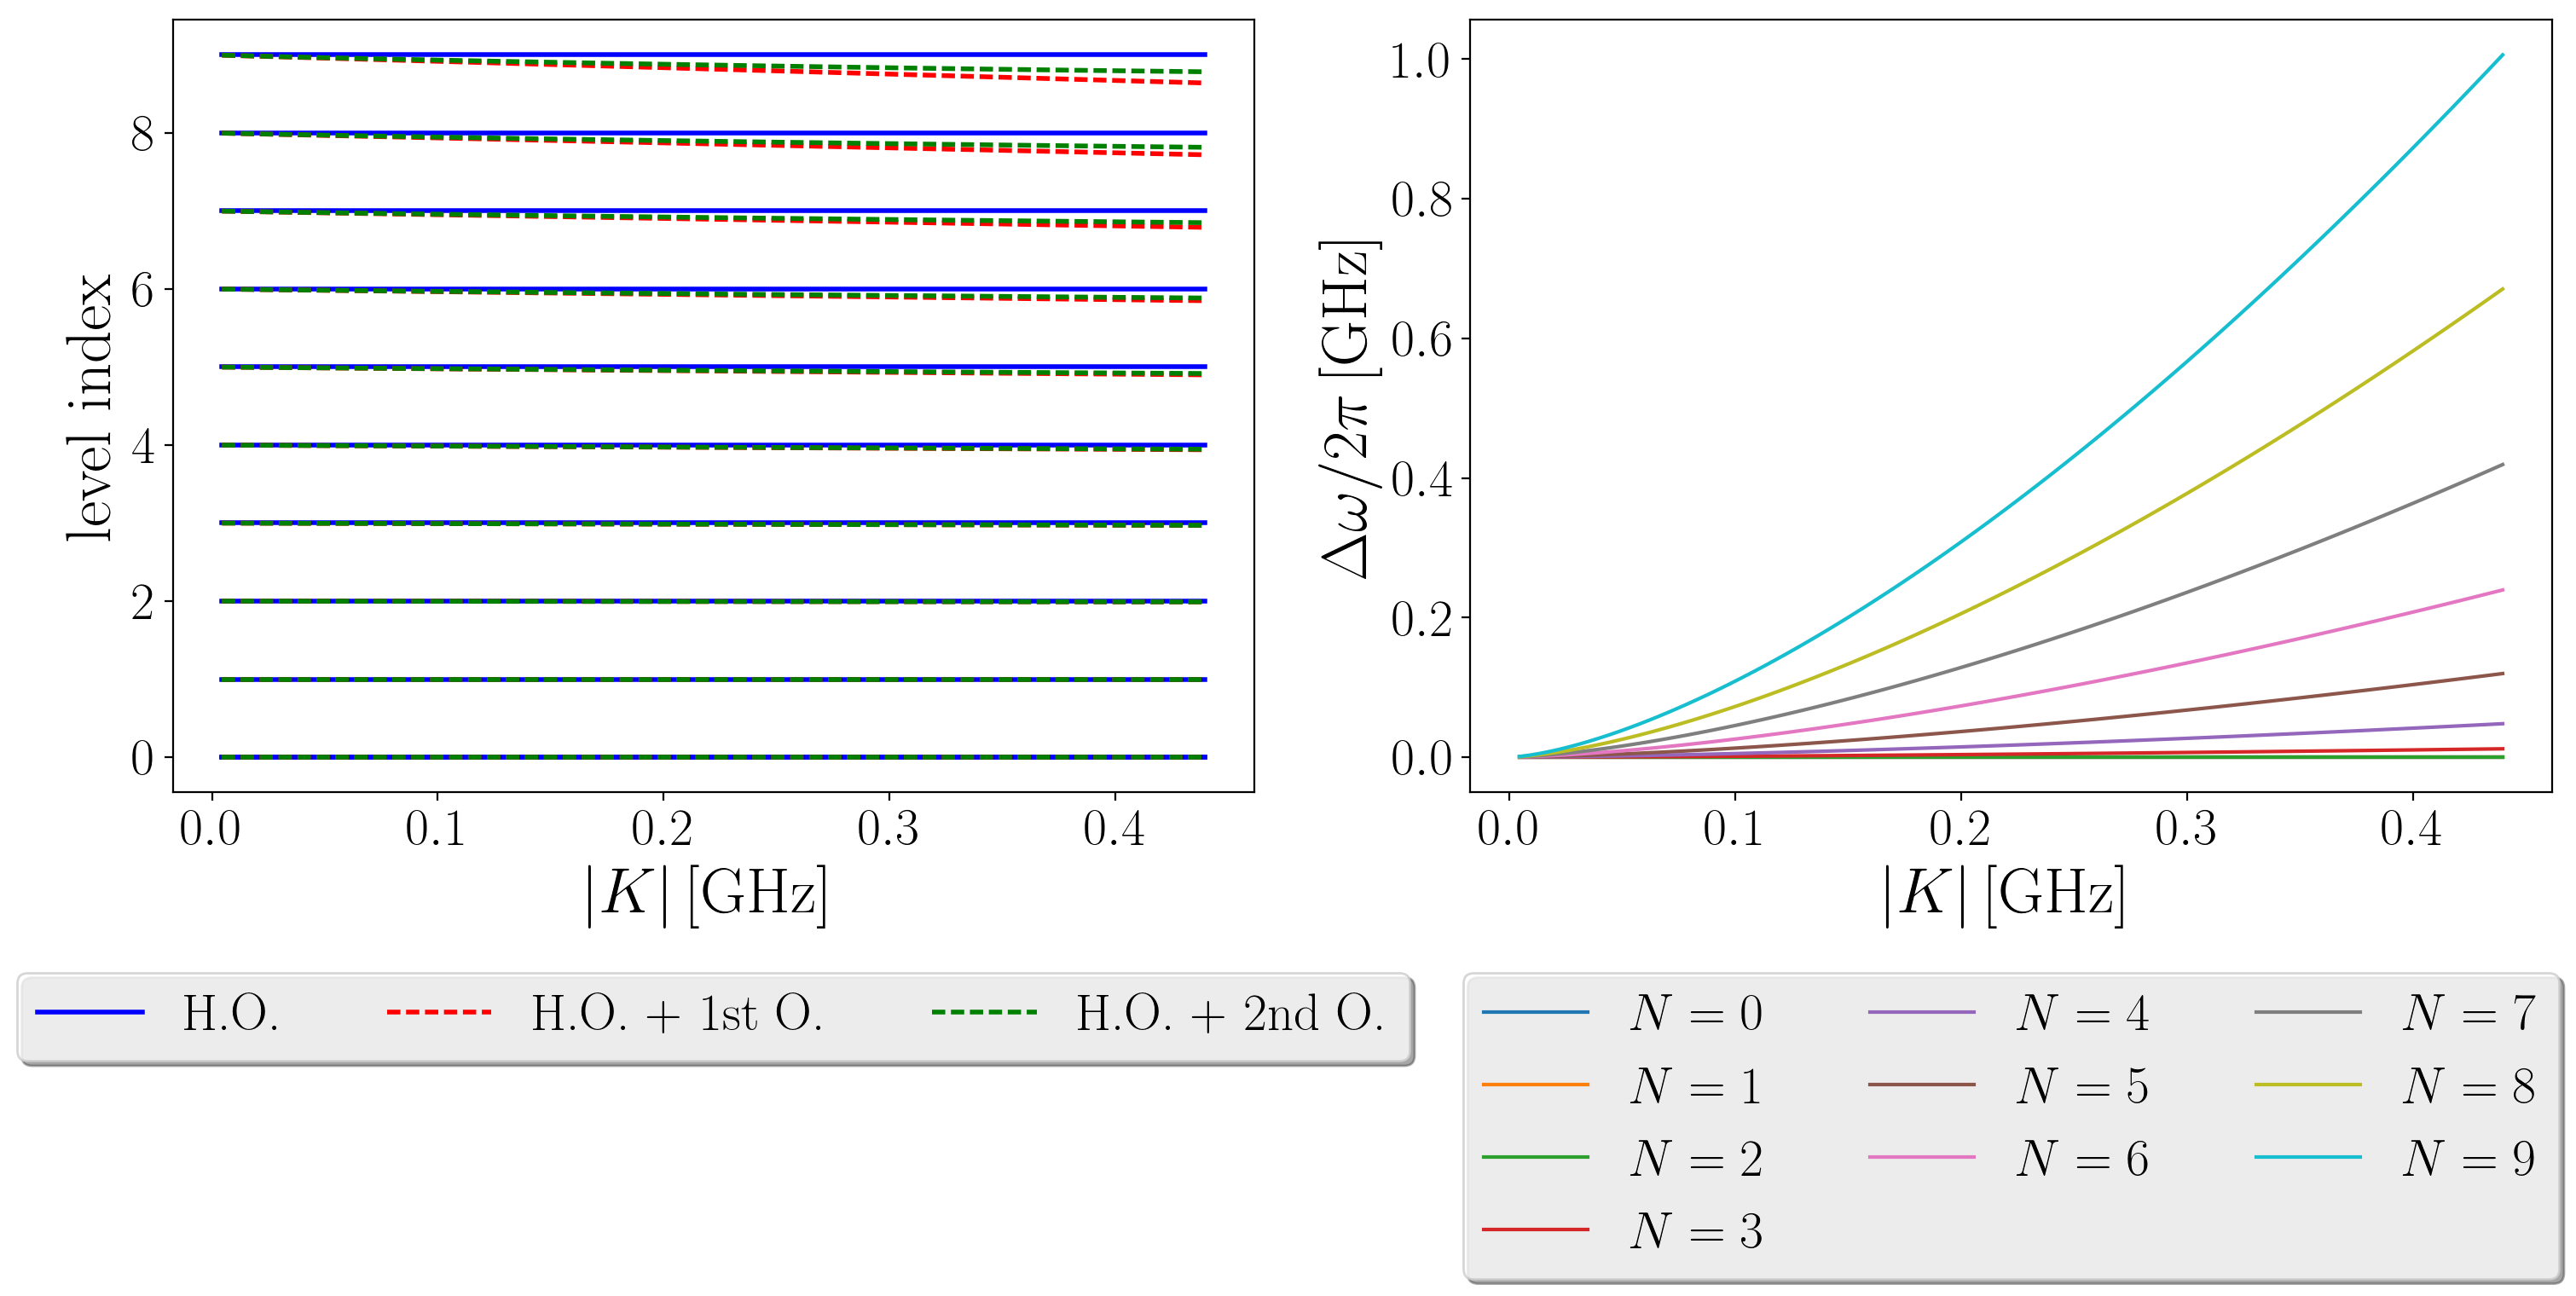 level index
8
6
4
2
0
0.0 0.1 0.2 0.3 0.4
|K| [GHz]
H.O. H.O. + 1st O. H.O. + 2nd O.
Δω/2π [GHz]
1.0
0.8
0.6
0.4
0.2
0.0
0.0 0.1 0.2 0.3 0.4
|K| [GHz]
N = 0 N = 4 N = 7
N = 1 N = 5 N = 8
N = 2 N = 6 N = 9
N = 3